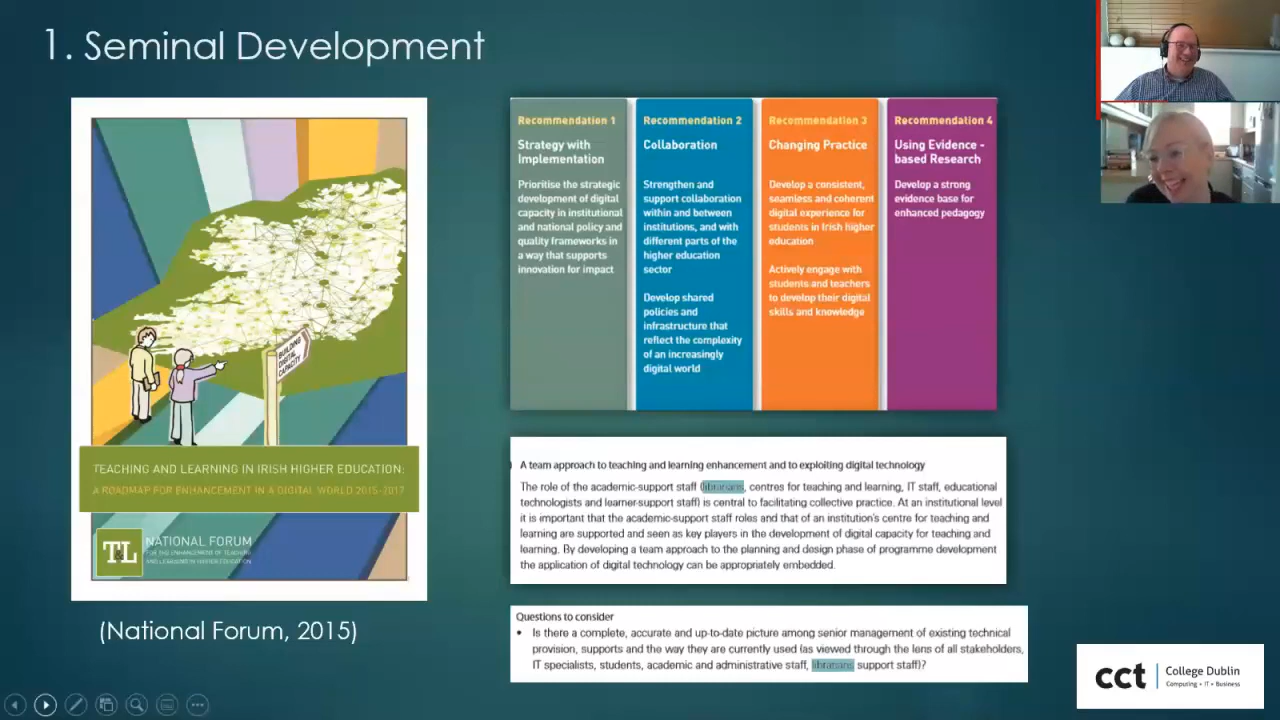 1. Seminal Development
BUILDING
DIGITAL
CAPACITY
TEACHING AND LEARNING IN IRISH HIGHER EDUCATION:
A ROADMAP FOR ENHANCEMENT IN A DIGITAL WORLD 2015-2017
TL
NATIONAL FORUM
FOR THE ENHANCEMENT OF TEACHING
AND LEARNING IN HIGHER EDUCATION
(National Forum, 2015)
Recommendation 1
Strategy with
Implementation
Prioritise the strategic
development of digital
capacity in institutional
and national policy and
quality frameworks in
a way that supports
innovation for impact
Recommendation 2
Collaboration
Strengthen and
support collaboration
within and between
institutions, and with
different parts of the
higher education
sector
Develop shared
policies and
infrastructure that
reflect the complexity
of an increasingly
digital world
Recommendation 3
Changing Practice
Develop a consistent,
seamless and coherent
digital experience for
students in Irish higher
education
Actively engage with
students and teachers
to develop their digital
skills and knowledge
Recommendation 4
Using Evidence -
based Research
Develop a strong
evidence base for
enhanced pedagogy
A team approach to teaching and learning enhancement and to exploiting digital technology
The role of the academic-support staff (librarians, centres for teaching and learning, IT staff, educational
technologists and learner-support staff) is central to facilitating collective practice. At an institutional level
it is important that the academic-support staff roles and that of an institution's centre for teaching and
learning are supported and seen as key players in the development of digital capacity for teaching and
learning. By developing a team approach to the planning and design phase of programme development
the application of digital technology can be appropriately embedded.
Questions to consider
• Is there a complete, accurate and up-to-date picture among senior management of existing technical
provision, supports and the way they are currently used (as viewed through the lens of all stakeholders,
IT specialists, students, academic and administrative staff, librarians support staff)?
cct
College Dublin
Computing • IT • Business